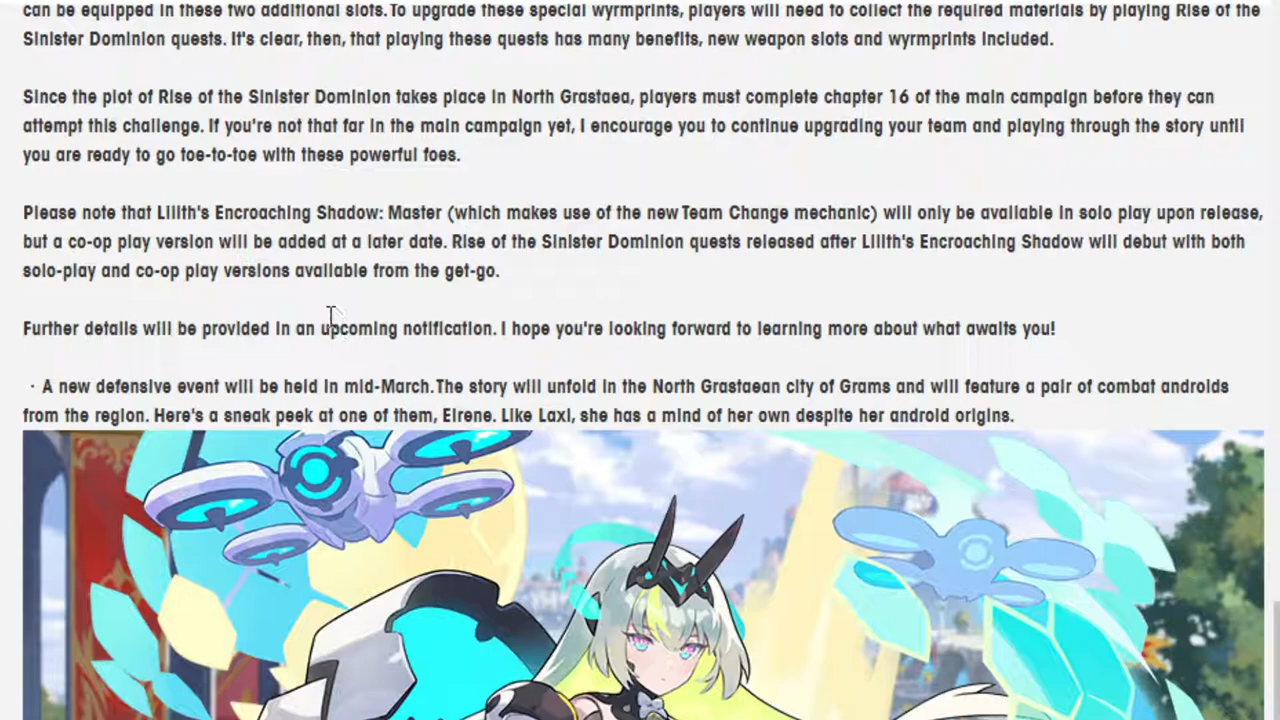 can be equipped in these two additional slots. To upgrade these special wyrmprints, players will need to collect the required materials by playing Rise of the
Sinister Dominion quests. It's clear, then, that playing these quests has many benefits, new weapon slots and wyrmprints included.
Since the plot of Rise of the Sinister Dominion takes place in North Grastaea, players must complete chapter 16 of the main campaign before they can
attempt this challenge. If you're not that far in the main campaign yet, I encourage you to continue upgrading your team and playing through the story until
you are ready to go toe-to-toe with these powerful foes.
Please note that Lilith's Encroaching Shadow: Master (which makes use of the new Team Change mechanic) will only be available in solo play upon release,
but a co-op play version will be added at a later date. Rise of the Sinister Dominion quests released after Lilith's Encroaching Shadow will debut with both
solo-play and co-op play versions available from the get-go.
Further details will be provided in an upcoming notification. I hope you're looking forward to learning more about what awaits you!
· A new defensive event will be held in mid-March. The story will unfold in the North Grastaean city of Grams and will feature a pair of combat androids
from the region. Here's a sneak peek at one of them, Eirene. Like Laxi, she has a mind of her own despite her android origins.